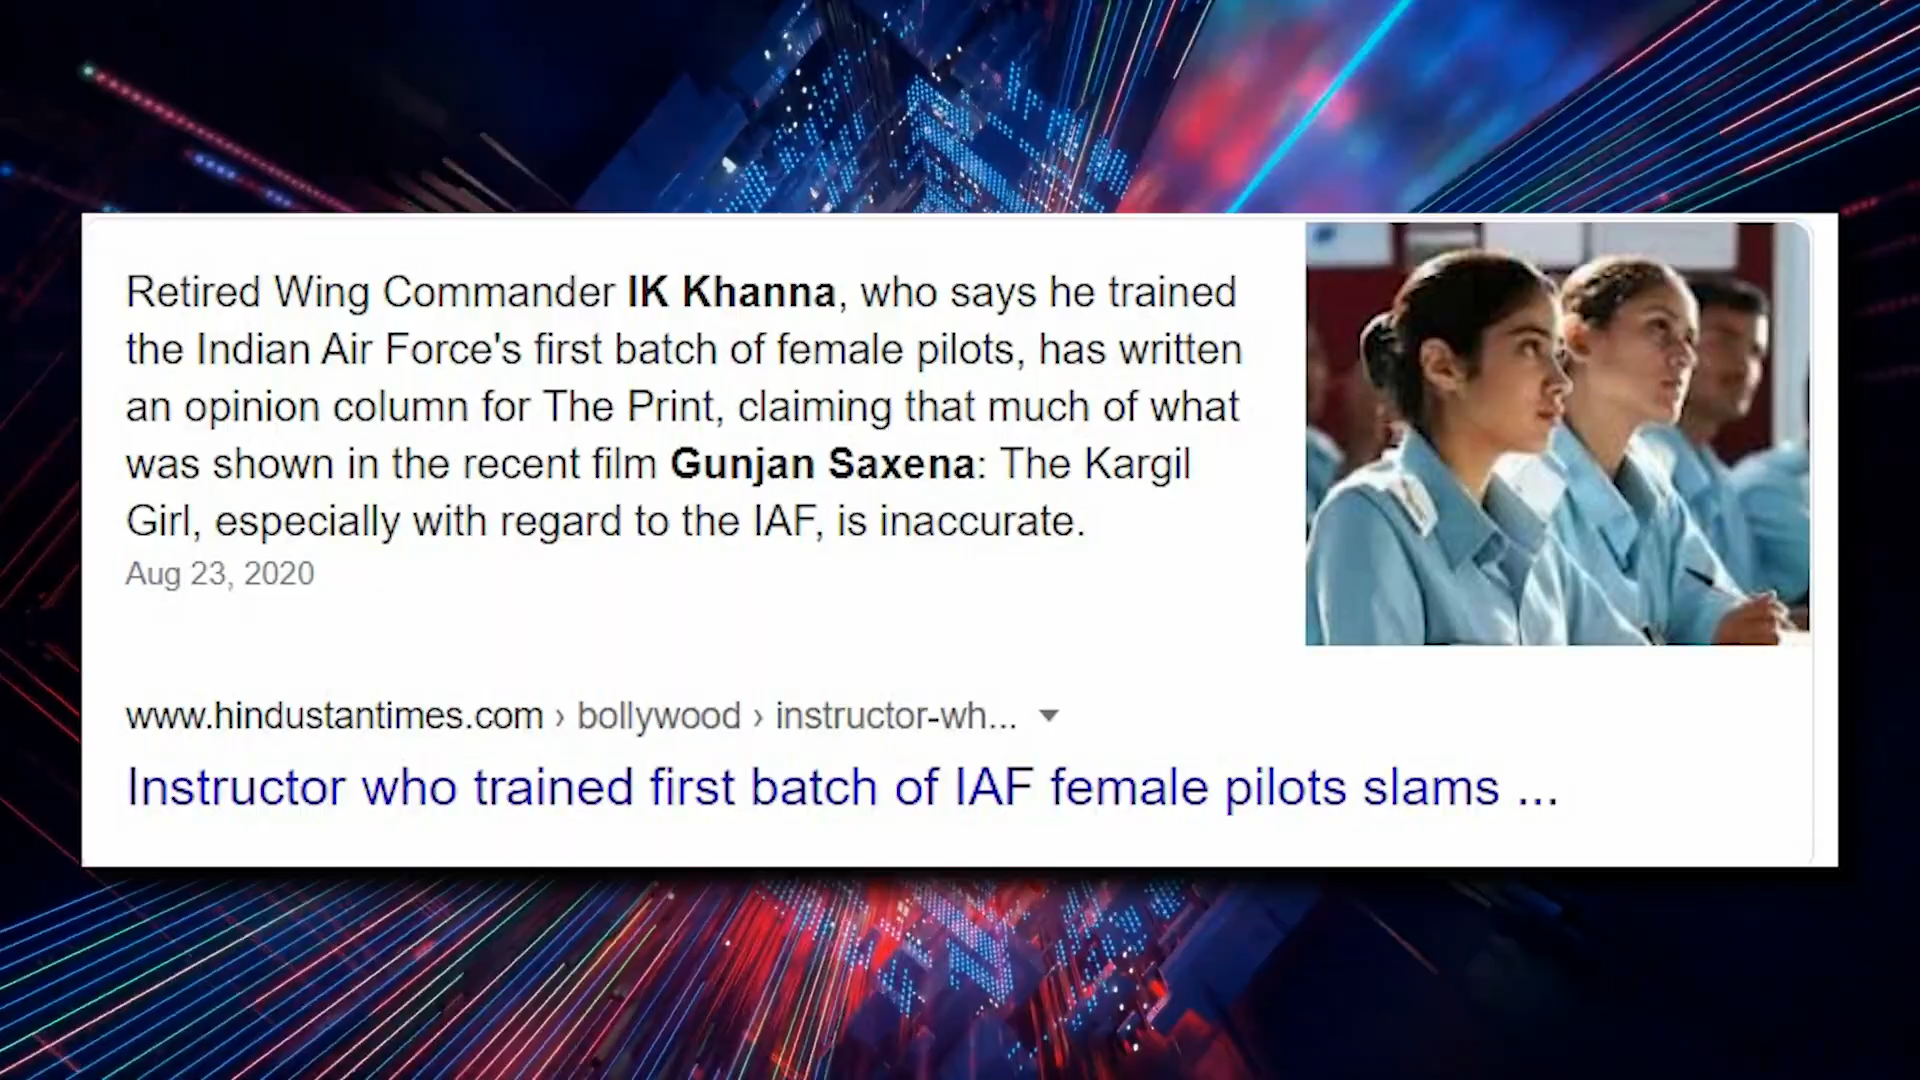 Retired Wing Commander IK Khanna, who says he trained
the Indian Air Force's first batch of female pilots, has written
an opinion column for The Print, claiming that much of what
was shown in the recent film Gunjan Saxena: The Kargil
Girl, especially with regard to the IAF, is inaccurate.
Aug 23, 2020
www.hindustantimes.com › bollywood › instructor-wh...
Instructor who trained first batch of IAF female pilots slams ...